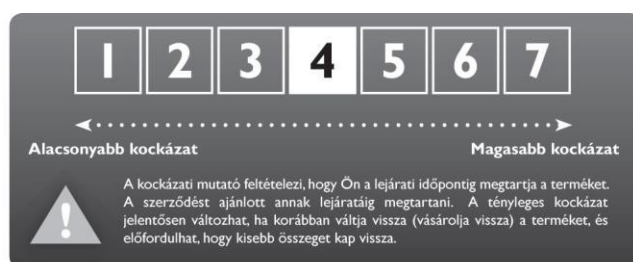 1 2 3 4 5 6 7
Alacsonyabb kockázat Magasabb kockázat
A kockázati mutató feltételezi, hogy Ön a lejárati időpontig megtartja a terméket.
A szerződést ajánlott annak lejáratáig megtartani. A tényleges kockázat
jelentősen változhat, ha korábban váltja vissza (vásárolja vissza) a terméket, és
előfordulhat, hogy kisebb összeget kap vissza.